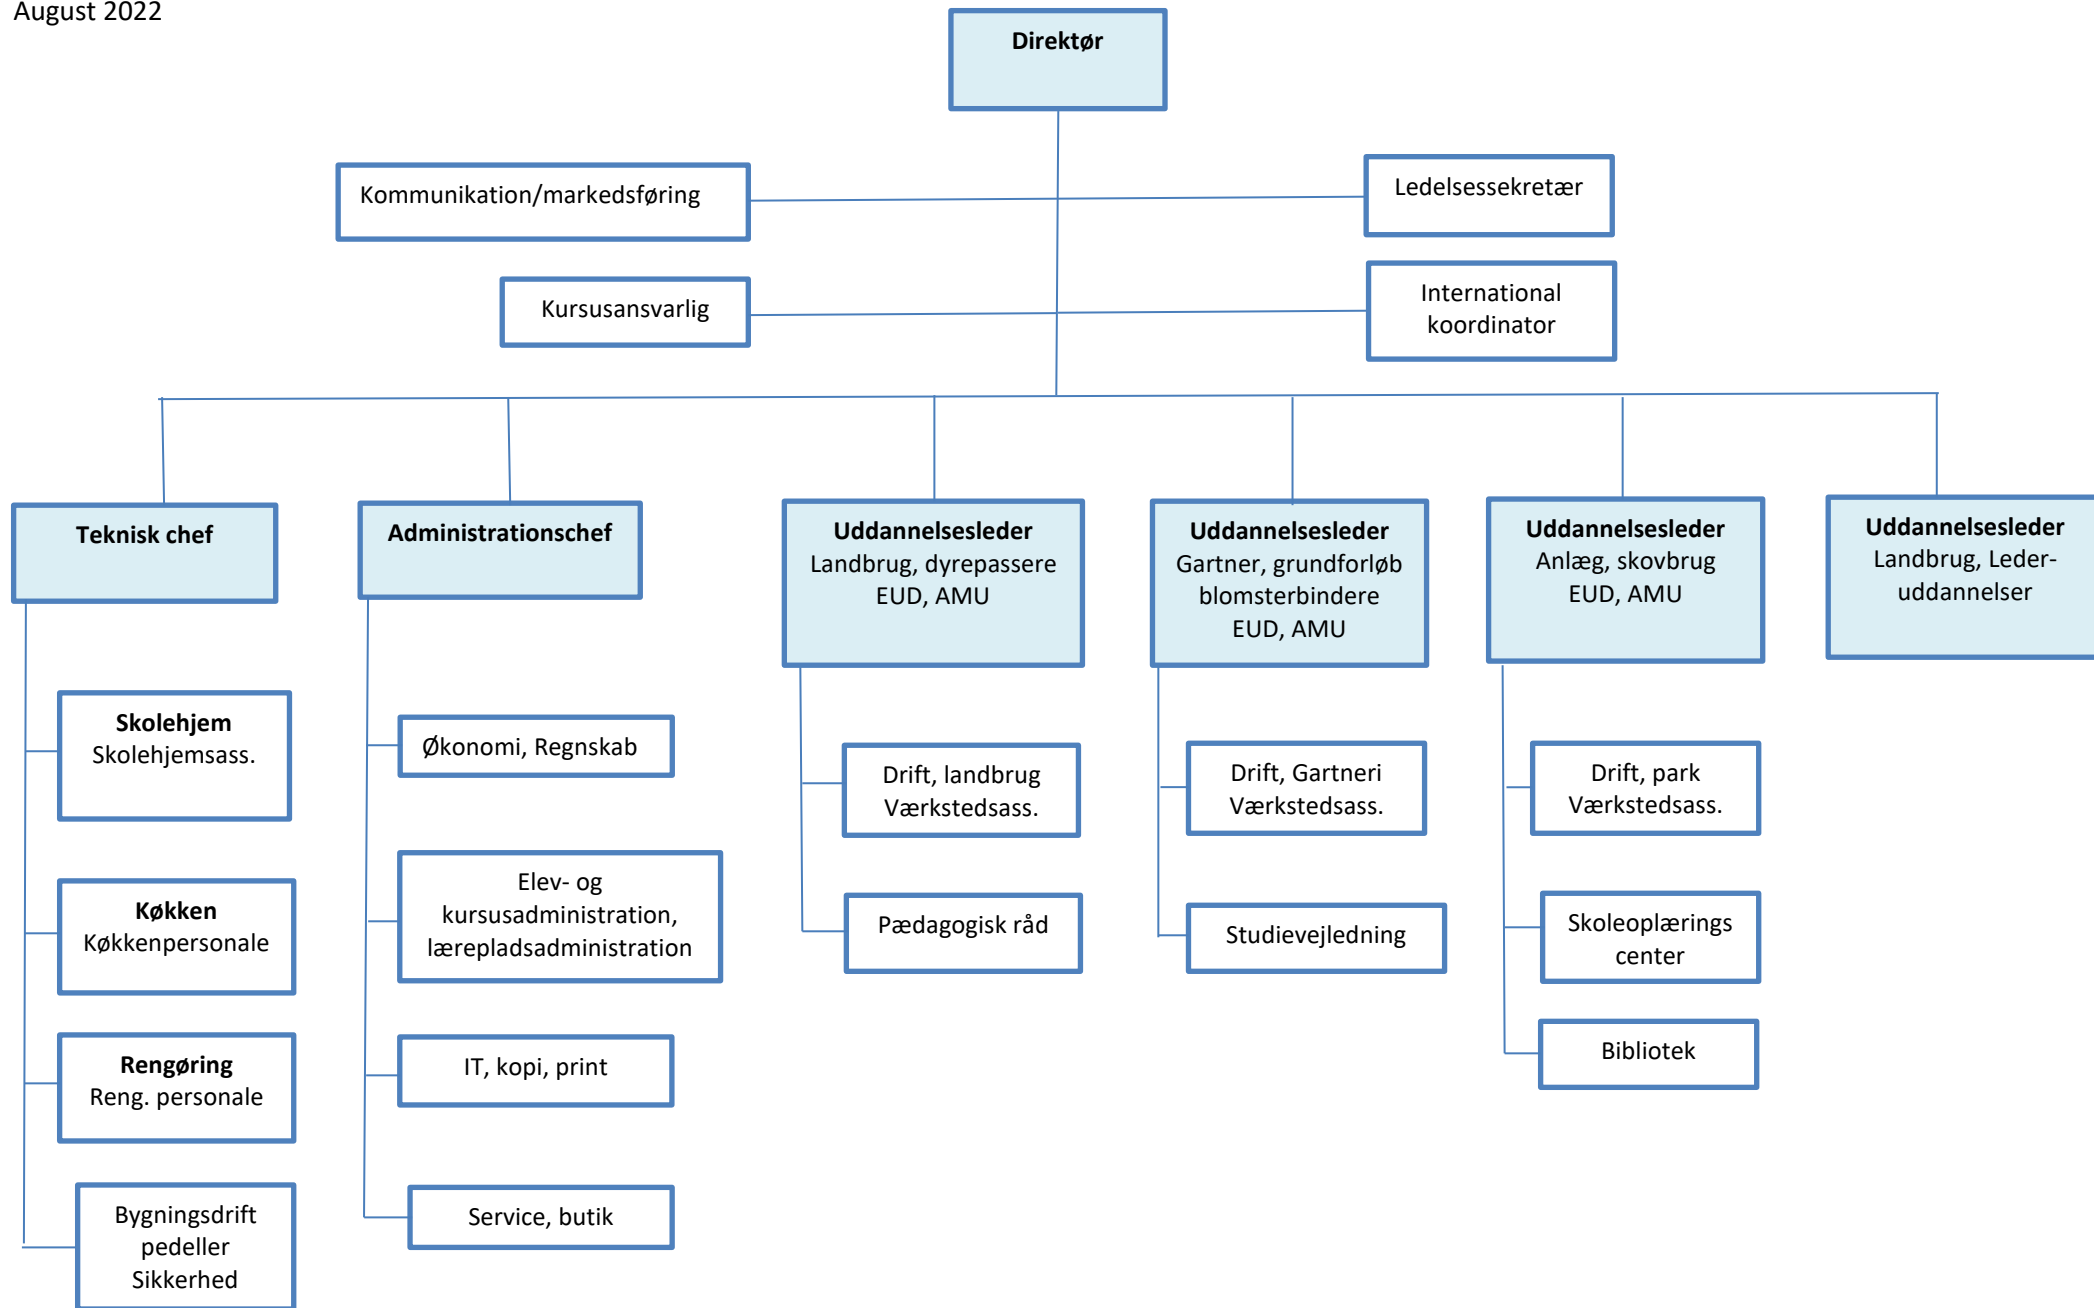 August 2022
Direktør
Kommunikation/markedsføring
Ledelsessekretær
Kursusansvarlig
International
koordinator
Teknisk chef
Skolehjem
Skolehjemsass.
Køkken
Køkkenpersonale
Rengøring
Reng. personale
Bygningsdrift
pedeller
Sikkerhed
Administrationschef
Økonomi, Regnskab
Elev- og
kursusadministration,
lærepladsadministration
IT, kopi, print
Service, butik
Uddannelsesleder
Landbrug, dyrepassere
EUD, AMU
Drift, landbrug
Værkstedsass.
Pædagogisk råd
Uddannelsesleder
Gartner, grundforløb
blomsterbindere
EUD, AMU
Drift, Gartneri
Værkstedsass.
Studievejledning
Uddannelsesleder
Anlæg, skovbrug
EUD, AMU
Drift, park
Værkstedsass.
Skoleoplærings
center
Bibliotek
Uddannelsesleder
Landbrug, Leder-
uddannelser